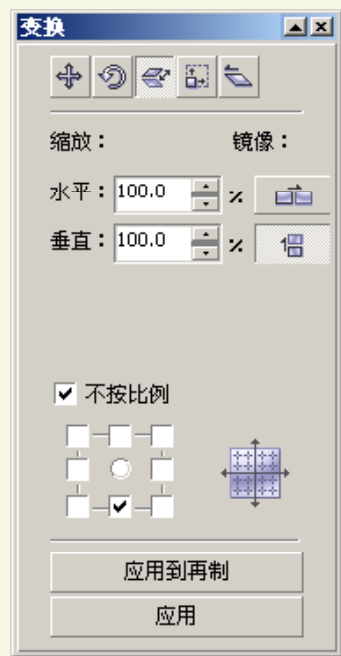 变换
缩放： 镜像：
水平： 100.0 %
垂直： 100.0 %
不按比例
应用到再制
应用